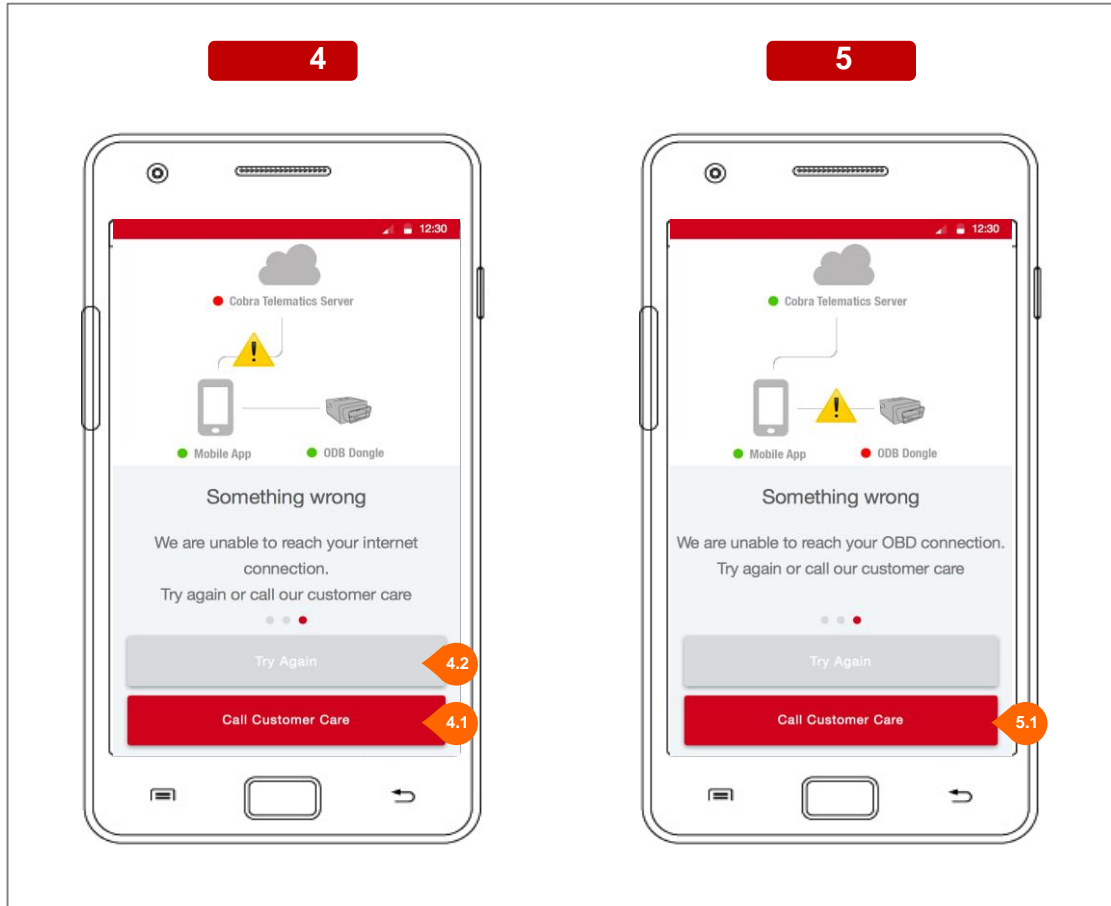 4
12:30
Cobra Telematics Server
Mobile App
ODB Dongle
Something wrong
We are unable to reach your internet
connection.
Try again or call our customer care
Try Again
4.2
Call Customer Care
4.1
5
12:30
Cobra Telematics Server
Mobile App
ODB Dongle
Something wrong
We are unable to reach your OBD connection.
Try again or call our customer care
Try Again
Call Customer Care
5.1